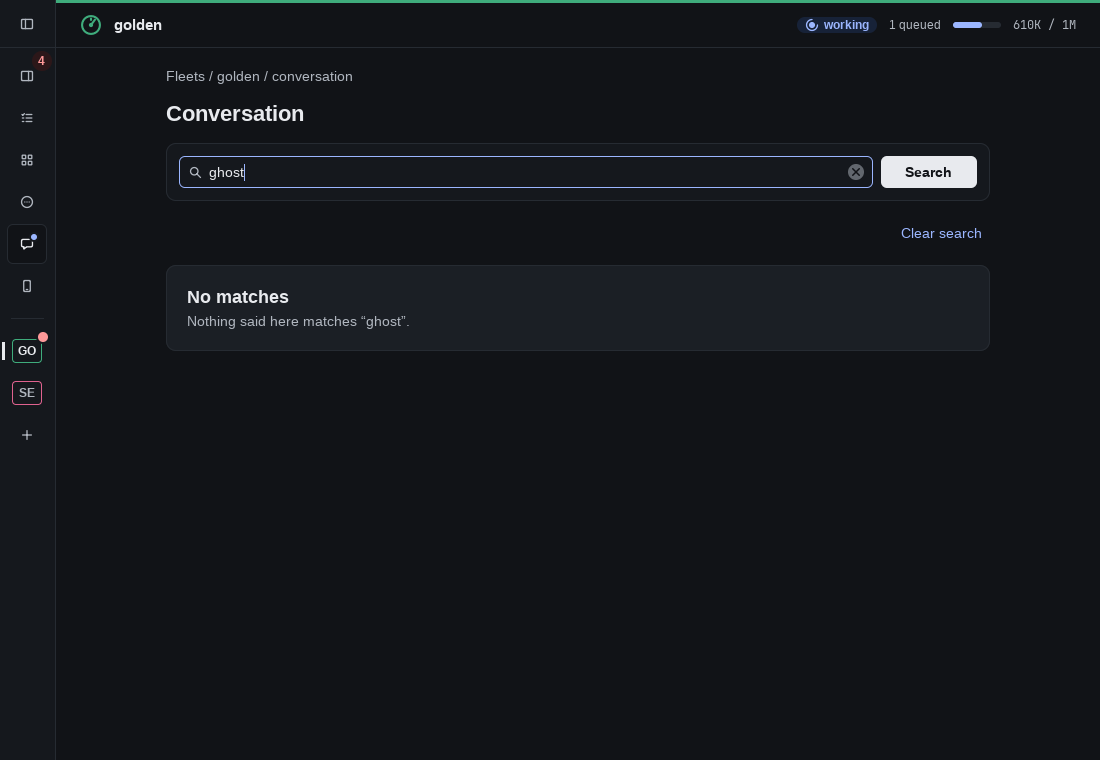 golden
working
1 queued
610K / 1M
4
Fleets / golden / conversation
Conversation
ghost
Search
Clear search
No matches
Nothing said here matches “ghost”.
GO
SE